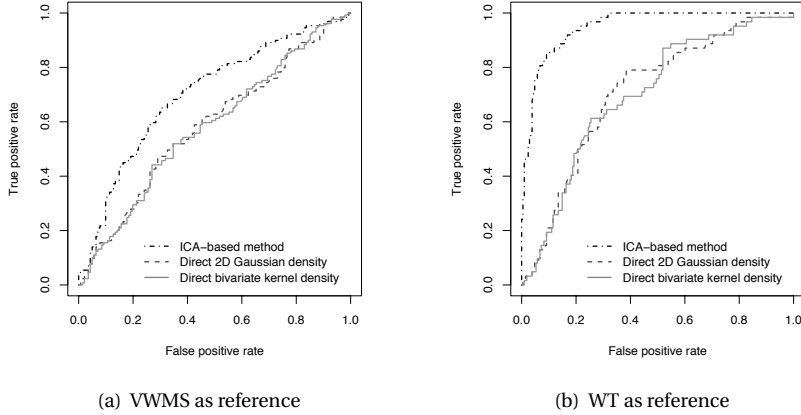 1.0
0.8
0.6
0.4
0.2
0.0
True positive rate
ICA−based method
Direct 2D Gaussian density
Direct bivariate kernel density
0.0 0.2 0.4 0.6 0.8 1.0
False positive rate
(a) VWMS as reference
1.0
0.8
0.6
0.4
0.2
0.0
True positive rate
ICA−based method
Direct 2D Gaussian density
Direct bivariate kernel density
0.0 0.2 0.4 0.6 0.8 1.0
False positive rate
(b) WT as reference